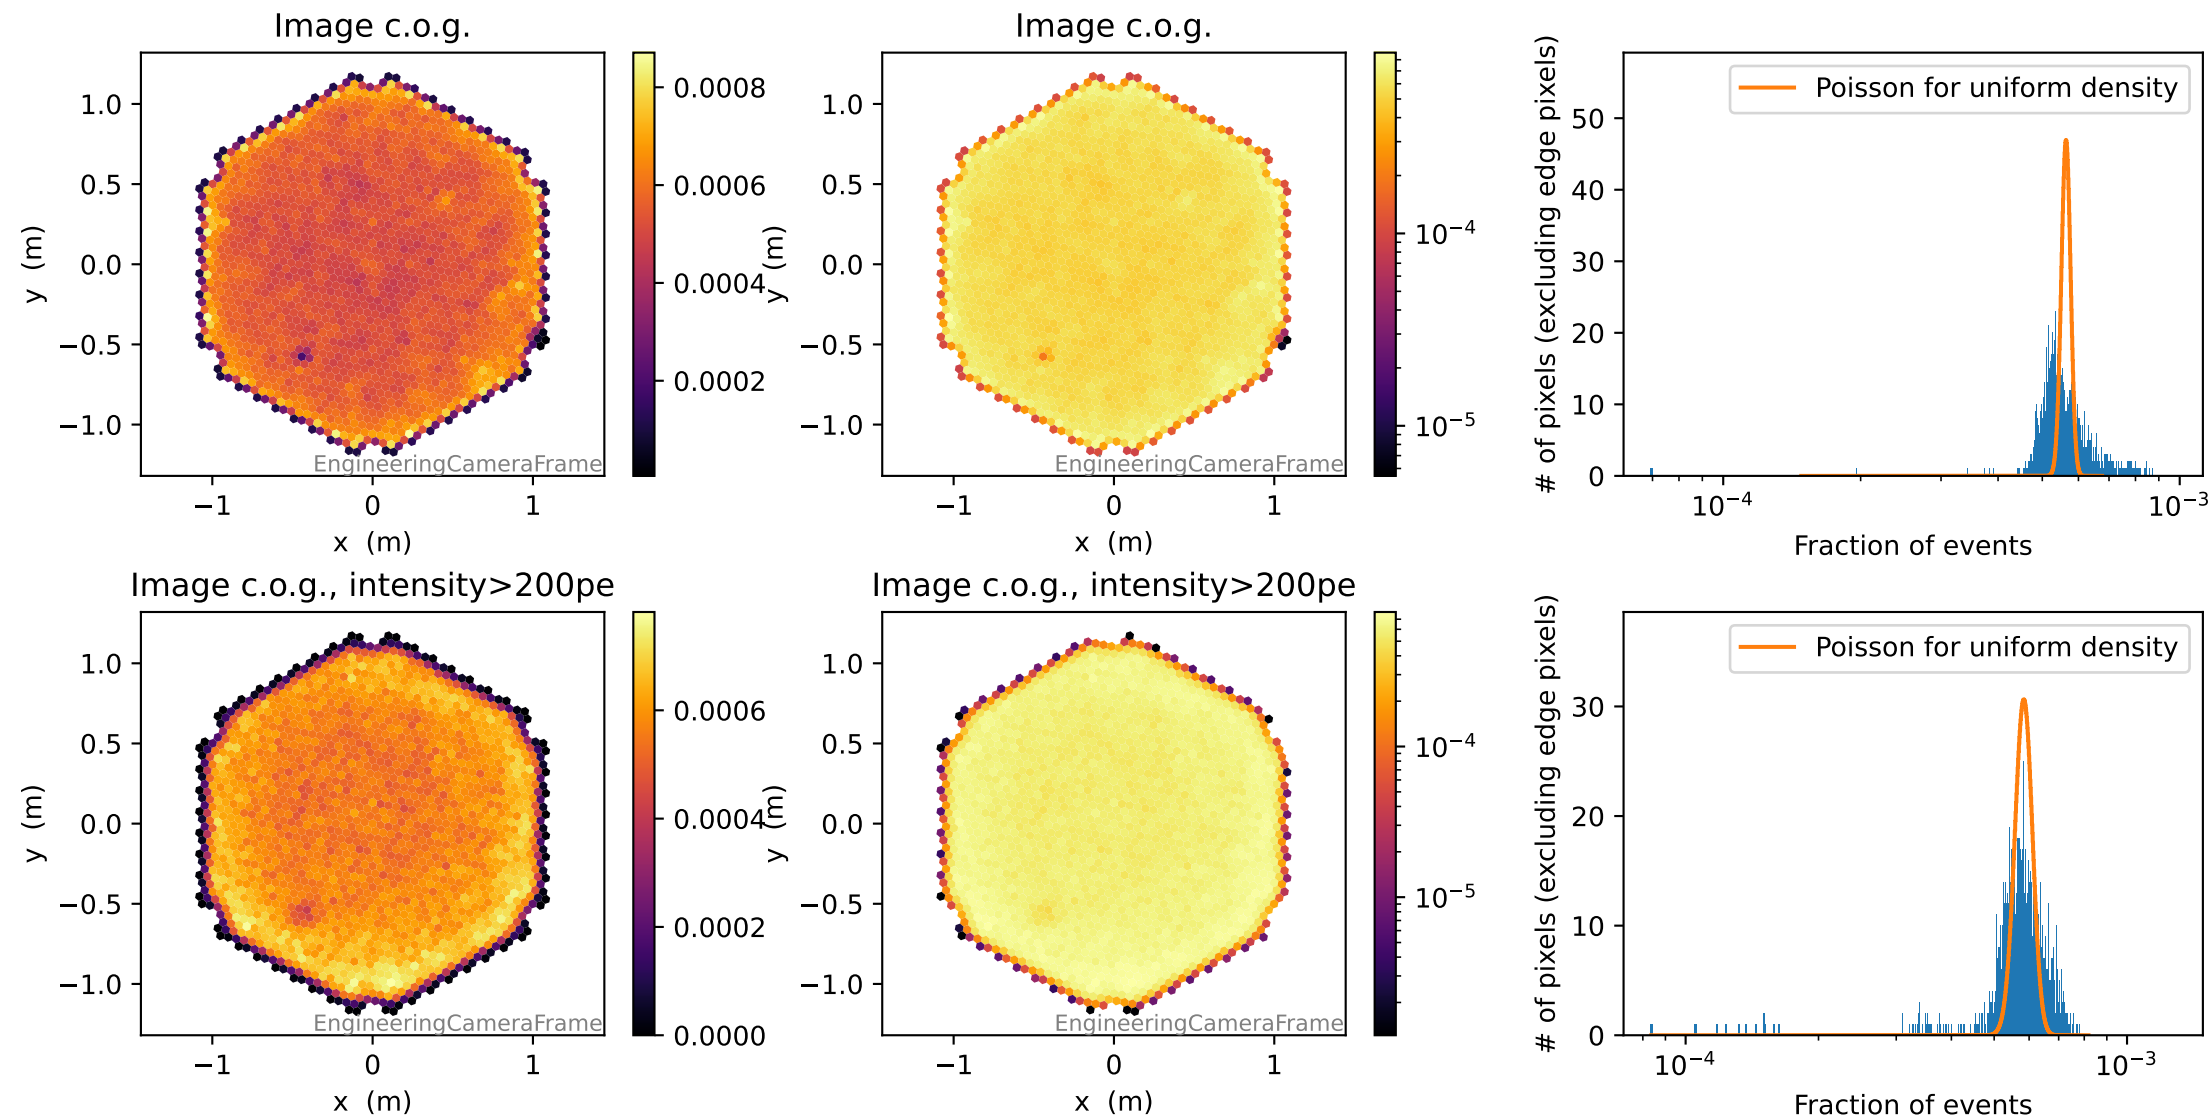 Image c.o.g.
1.0
0.5
0.0
−0.5
−1.0
y (m)
−1
0
1
x (m)
EngineeringCameraFrame
0.0008
0.0006
0.0004
0.0002
Image c.o.g.
1.0
0.5
0.0
−0.5
−1.0
y (m)
−1
0
1
x (m)
EngineeringCameraFrame
10⁻⁴
10⁻⁵
Poisson for uniform density
# of pixels (excluding edge pixels)
50
40
30
20
10
0
10⁻⁴
10⁻³
Fraction of events
Image c.o.g., intensity>200pe
1.0
0.5
0.0
−0.5
−1.0
y (m)
−1
0
1
x (m)
EngineeringCameraFrame
0.0006
0.0004
0.0002
0.0000
Image c.o.g., intensity>200pe
1.0
0.5
0.0
−0.5
−1.0
y (m)
−1
0
1
x (m)
EngineeringCameraFrame
10⁻⁴
10⁻⁵
Poisson for uniform density
# of pixels (excluding edge pixels)
30
20
10
0
10⁻⁴
10⁻³
Fraction of events